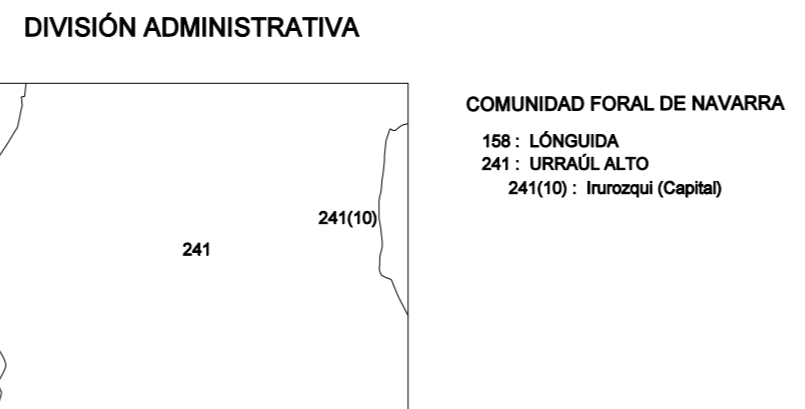 DIVISIÓN ADMINISTRATIVA
241(10)
241
COMUNIDAD FORAL DE NAVARRA
158 : LÓNGUIDA
241 : URRAÚL ALTO
241(10) : Irurozqui (Capital)